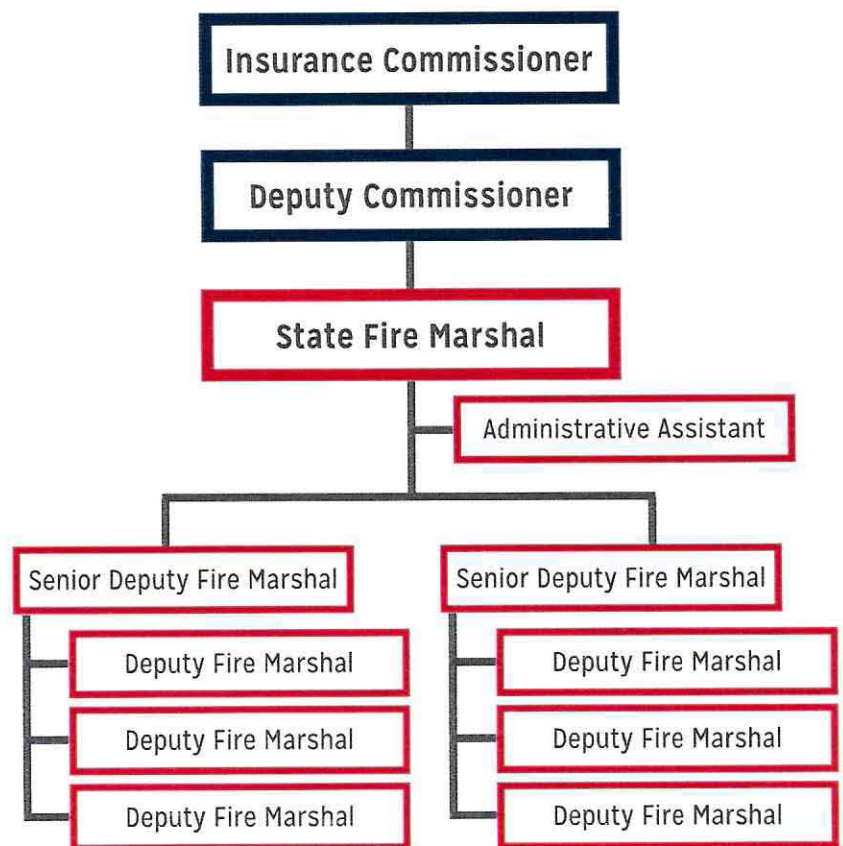 Insurance Commissioner
Deputy Commissioner
State Fire Marshal
Administrative Assistant
Senior Deputy Fire Marshal
Deputy Fire Marshal
Deputy Fire Marshal
Deputy Fire Marshal
Senior Deputy Fire Marshal
Deputy Fire Marshal
Deputy Fire Marshal
Deputy Fire Marshal